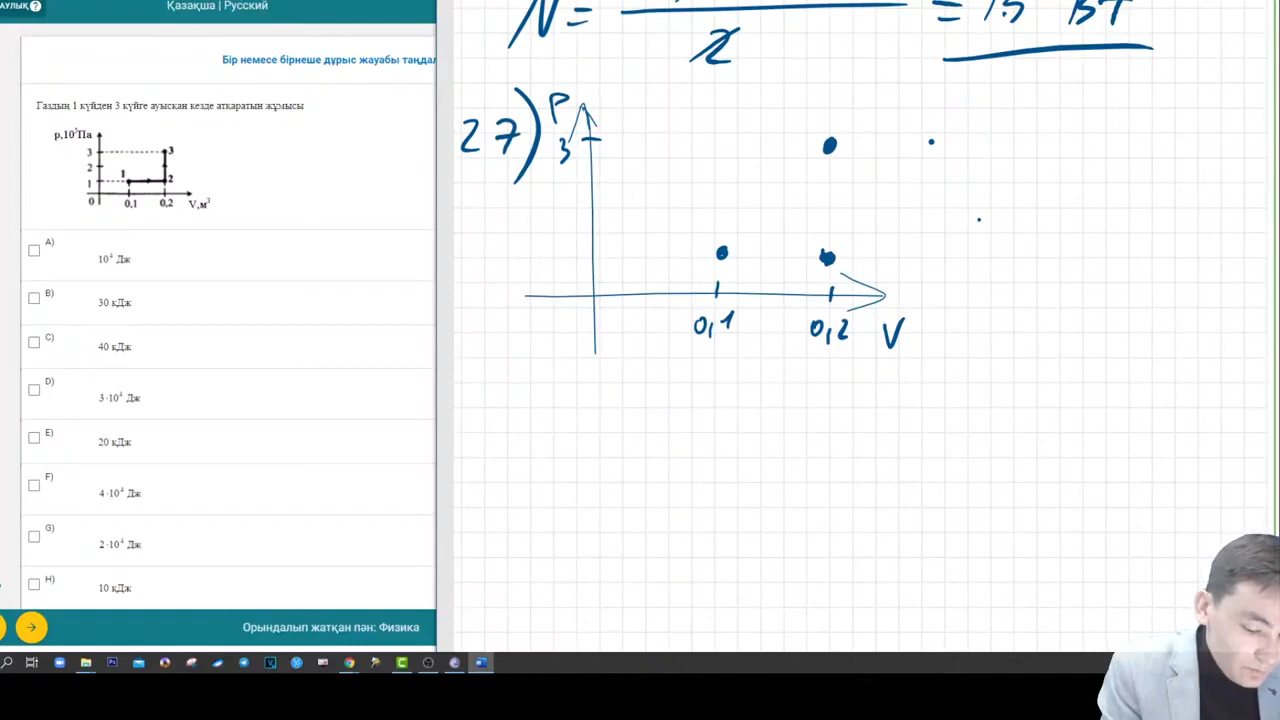 АУЛЫҚ ?
Қазақша | Русский
Бір немесе бірнеше дұрыс жауабы таңдал
Газдың 1 күйден 3 күйге ауысқан кезде атқаратын жұмысы
p,10⁵Па
3
2
1
0
1
2
3
0,1
0,2
V,м³
A)
10⁴ Дж
B)
30 кДж
C)
40 кДж
D)
3·10⁴ Дж
E)
20 кДж
F)
4·10⁴ Дж
G)
2·10⁴ Дж
H)
10 кДж
Орындалып жатқан пән: Физика
N =
2
= 15 Вт
27)
P
3
0,1
0,2
V